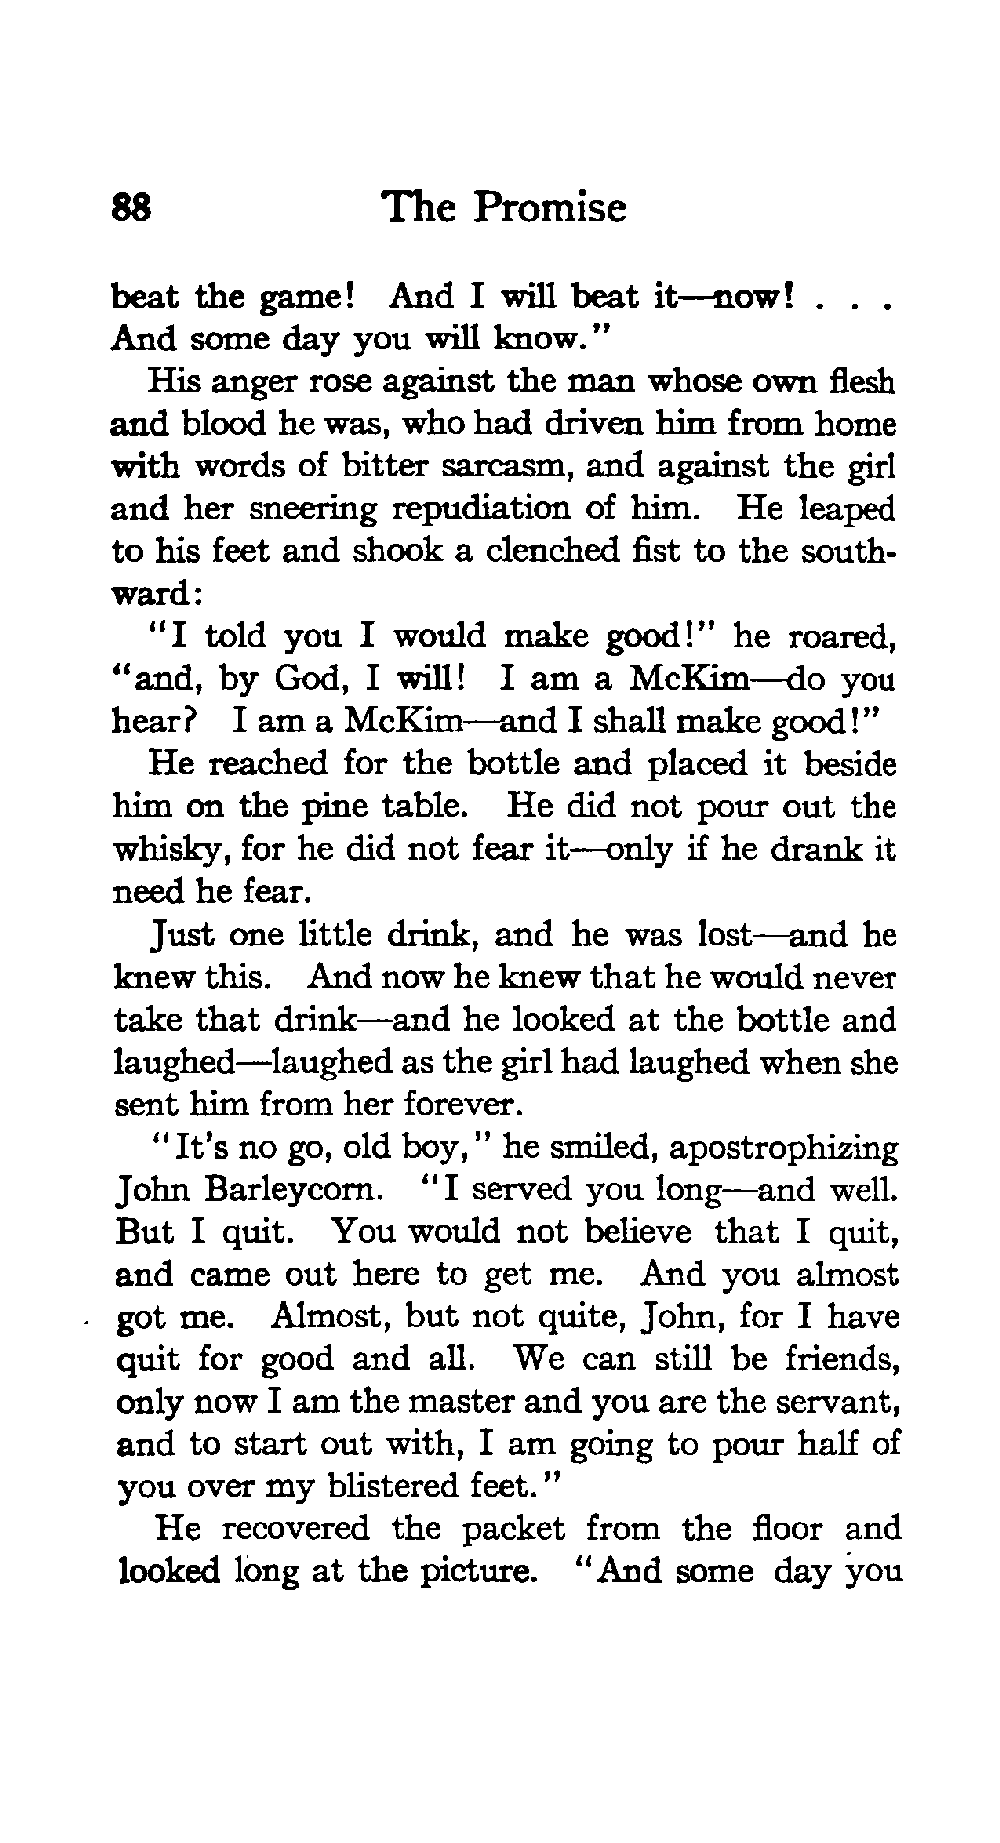 88 The Promise
beat the game! And I will beat it—now! . . .
And some day you will know."
His anger rose against the man whose own flesh
and blood he was, who had driven him from home
with words of bitter sarcasm, and against the girl
and her sneering repudiation of him. He leaped
to his feet and shook a clenched fist to the south-
ward:
"I told you I would make good!" he roared,
"and, by God, I will! I am a McKim—do you
hear? I am a McKim—and I shall make good!"
He reached for the bottle and placed it beside
him on the pine table. He did not pour out the
whisky, for he did not fear it—only if he drank it
need he fear.
Just one little drink, and he was lost—and he
knew this. And now he knew that he would never
take that drink—and he looked at the bottle and
laughed—laughed as the girl had laughed when she
sent him from her forever.
"It's no go, old boy," he smiled, apostrophizing
John Barleycorn. "I served you long—and well.
But I quit. You would not believe that I quit,
and came out here to get me. And you almost
got me. Almost, but not quite, John, for I have
quit for good and all. We can still be friends,
only now I am the master and you are the servant,
and to start out with, I am going to pour half of
you over my blistered feet."
He recovered the packet from the floor and
looked long at the picture. "And some day you